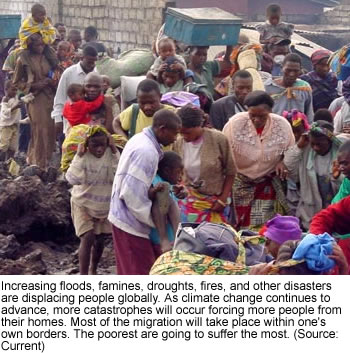 Increasing floods, famines, droughts, fires, and other disasters
are displacing people globally. As climate change continues to
advance, more catastrophes will occur forcing more people from
their homes. Most of the migration will take place within one's
own borders. The poorest are going to suffer the most. (Source:
Current)